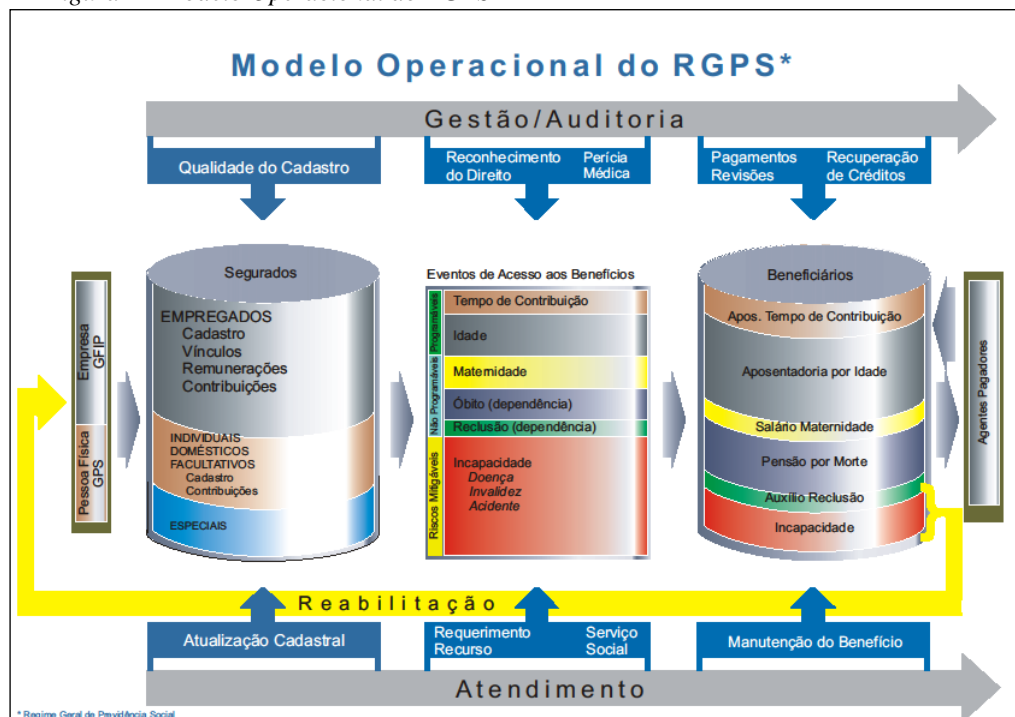 Modelo Operacional do RGPS*
Gestão/Auditoria
Qualidade do Cadastro
Reconhecimento
do Direito
Perícia
Médica
Pagamentos
Revisões
Recuperação
de Créditos
Empresa
GFIP
Pessoa Física
GPS
Segurados
EMPREGADOS
Cadastro
Vínculos
Remunerações
Contribuições
INDIVIDUAIS
DOMÉSTICOS
FACULTATIVOS
Cadastro
Contribuições
ESPECIAIS
Eventos de Acesso aos Benefícios
Programáveis
Não Programáveis
Riscos Mitigáveis
Tempo de Contribuição
Idade
Maternidade
Óbito (dependência)
Reclusão (dependência)
Incapacidade
Doença
Invalidez
Acidente
Beneficiários
Apos. Tempo de Contribuição
Aposentadoria por Idade
Salário Maternidade
Pensão por Morte
Auxílio Reclusão
Incapacidade
Agentes Pagadores
Reabilitação
Atualização Cadastral
Requerimento
Recurso
Serviço
Social
Manutenção do Benefício
Atendimento
* Regime Geral de Previdência Social